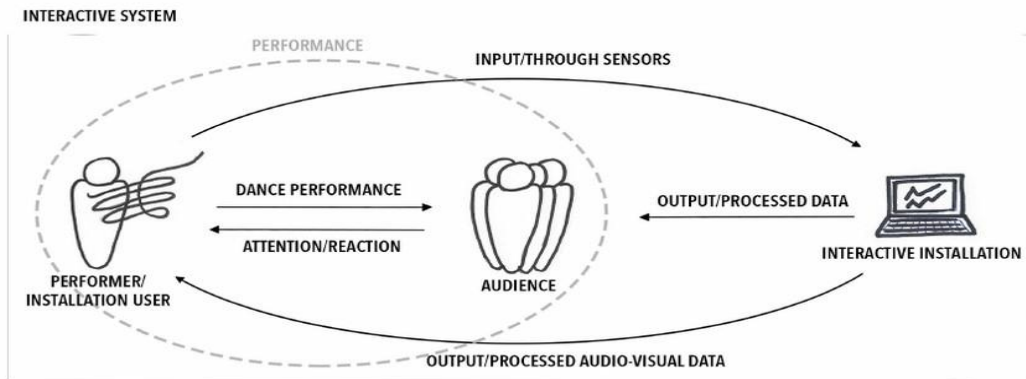 INTERACTIVE SYSTEM
PERFORMANCE
INPUT/THROUGH SENSORS
DANCE PERFORMANCE
OUTPUT/PROCESSED DATA
ATTENTION/REACTION
INTERACTIVE INSTALLATION
PERFORMER/
INSTALLATION USER
AUDIENCE
OUTPUT/PROCESSED AUDIO-VISUAL DATA